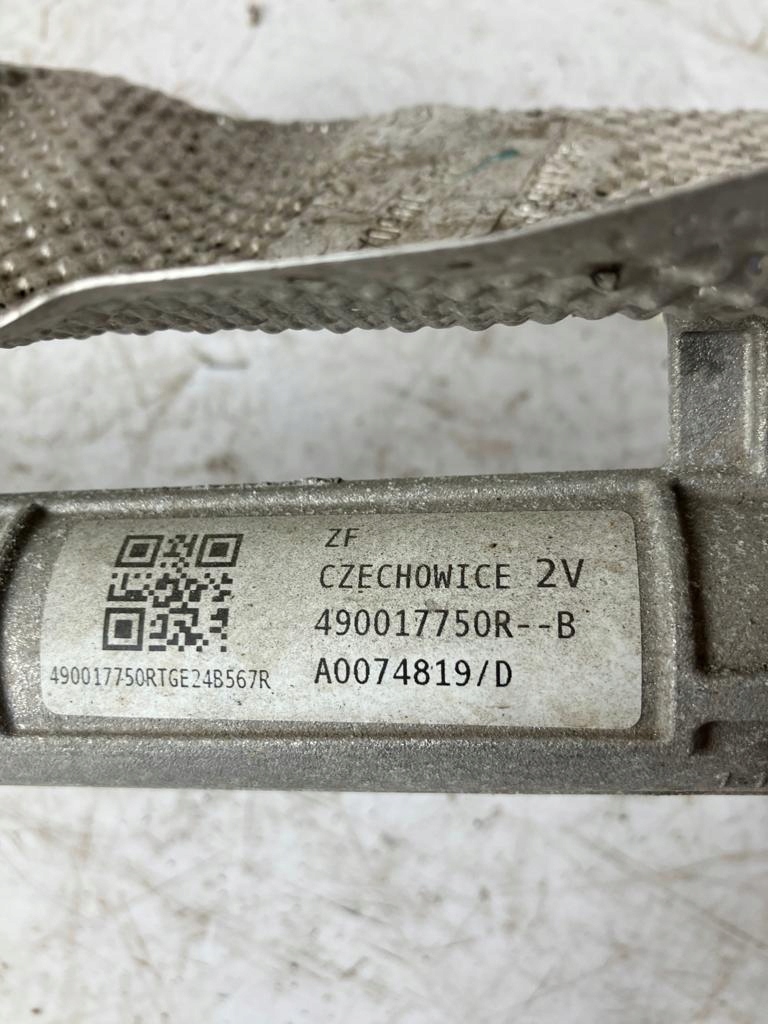 ZF
CZECHOWICE 2V
490017750R--B
A0074819/D
490017750RTGE24B567R